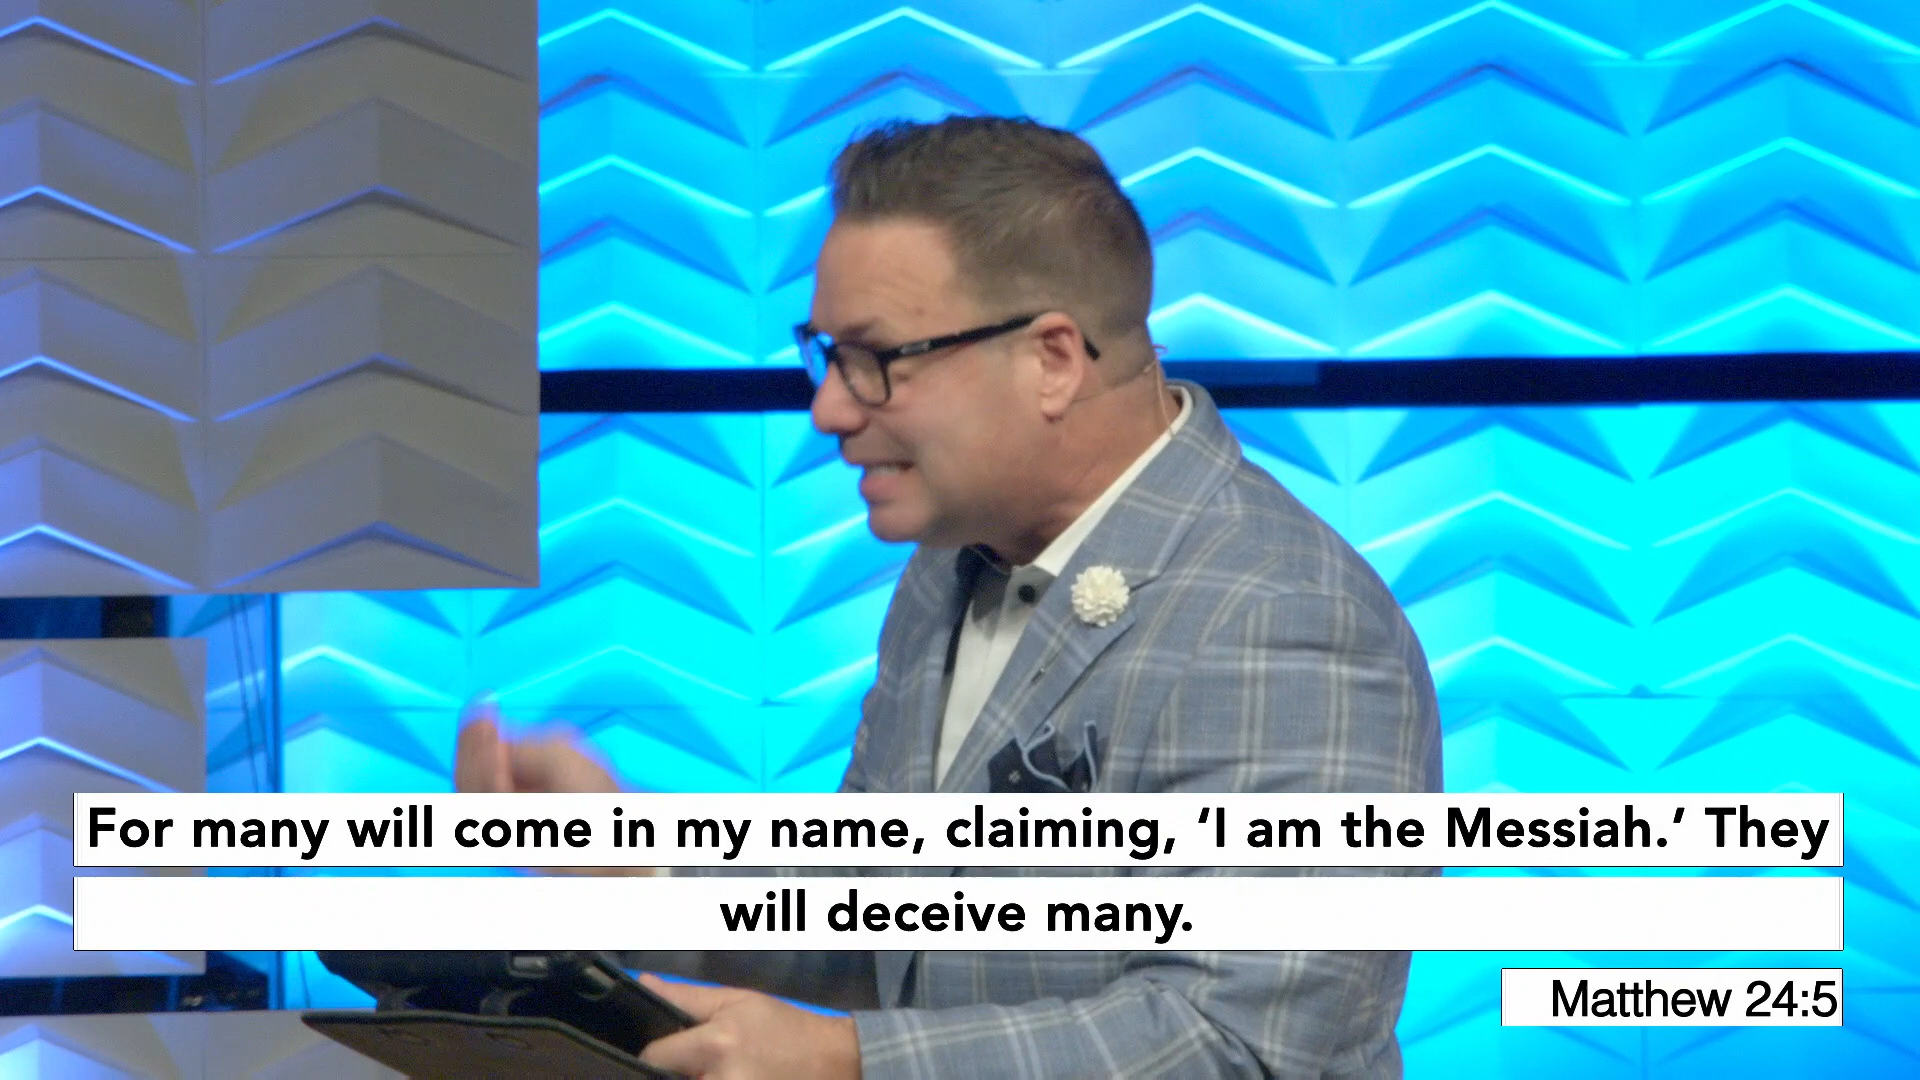 For many will come in my name, claiming, ‘I am the Messiah.’ They
will deceive many.
Matthew 24:5